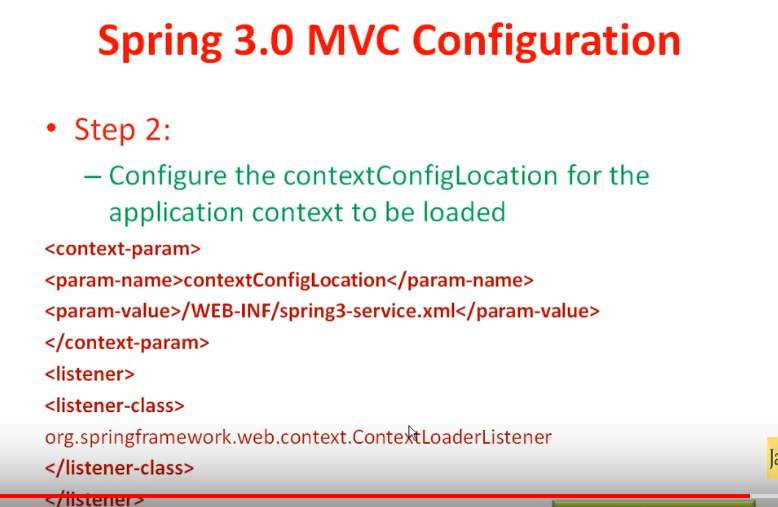 Spring 3.0 MVC Configuration
• Step 2:
– Configure the contextConfigLocation for the
application context to be loaded
<context-param>
<param-name>contextConfigLocation</param-name>
<param-value>/WEB-INF/spring3-service.xml</param-value>
</context-param>
<listener>
<listener-class>
org.springframework.web.context.ContextLoaderListener
</listener-class>
</listener>